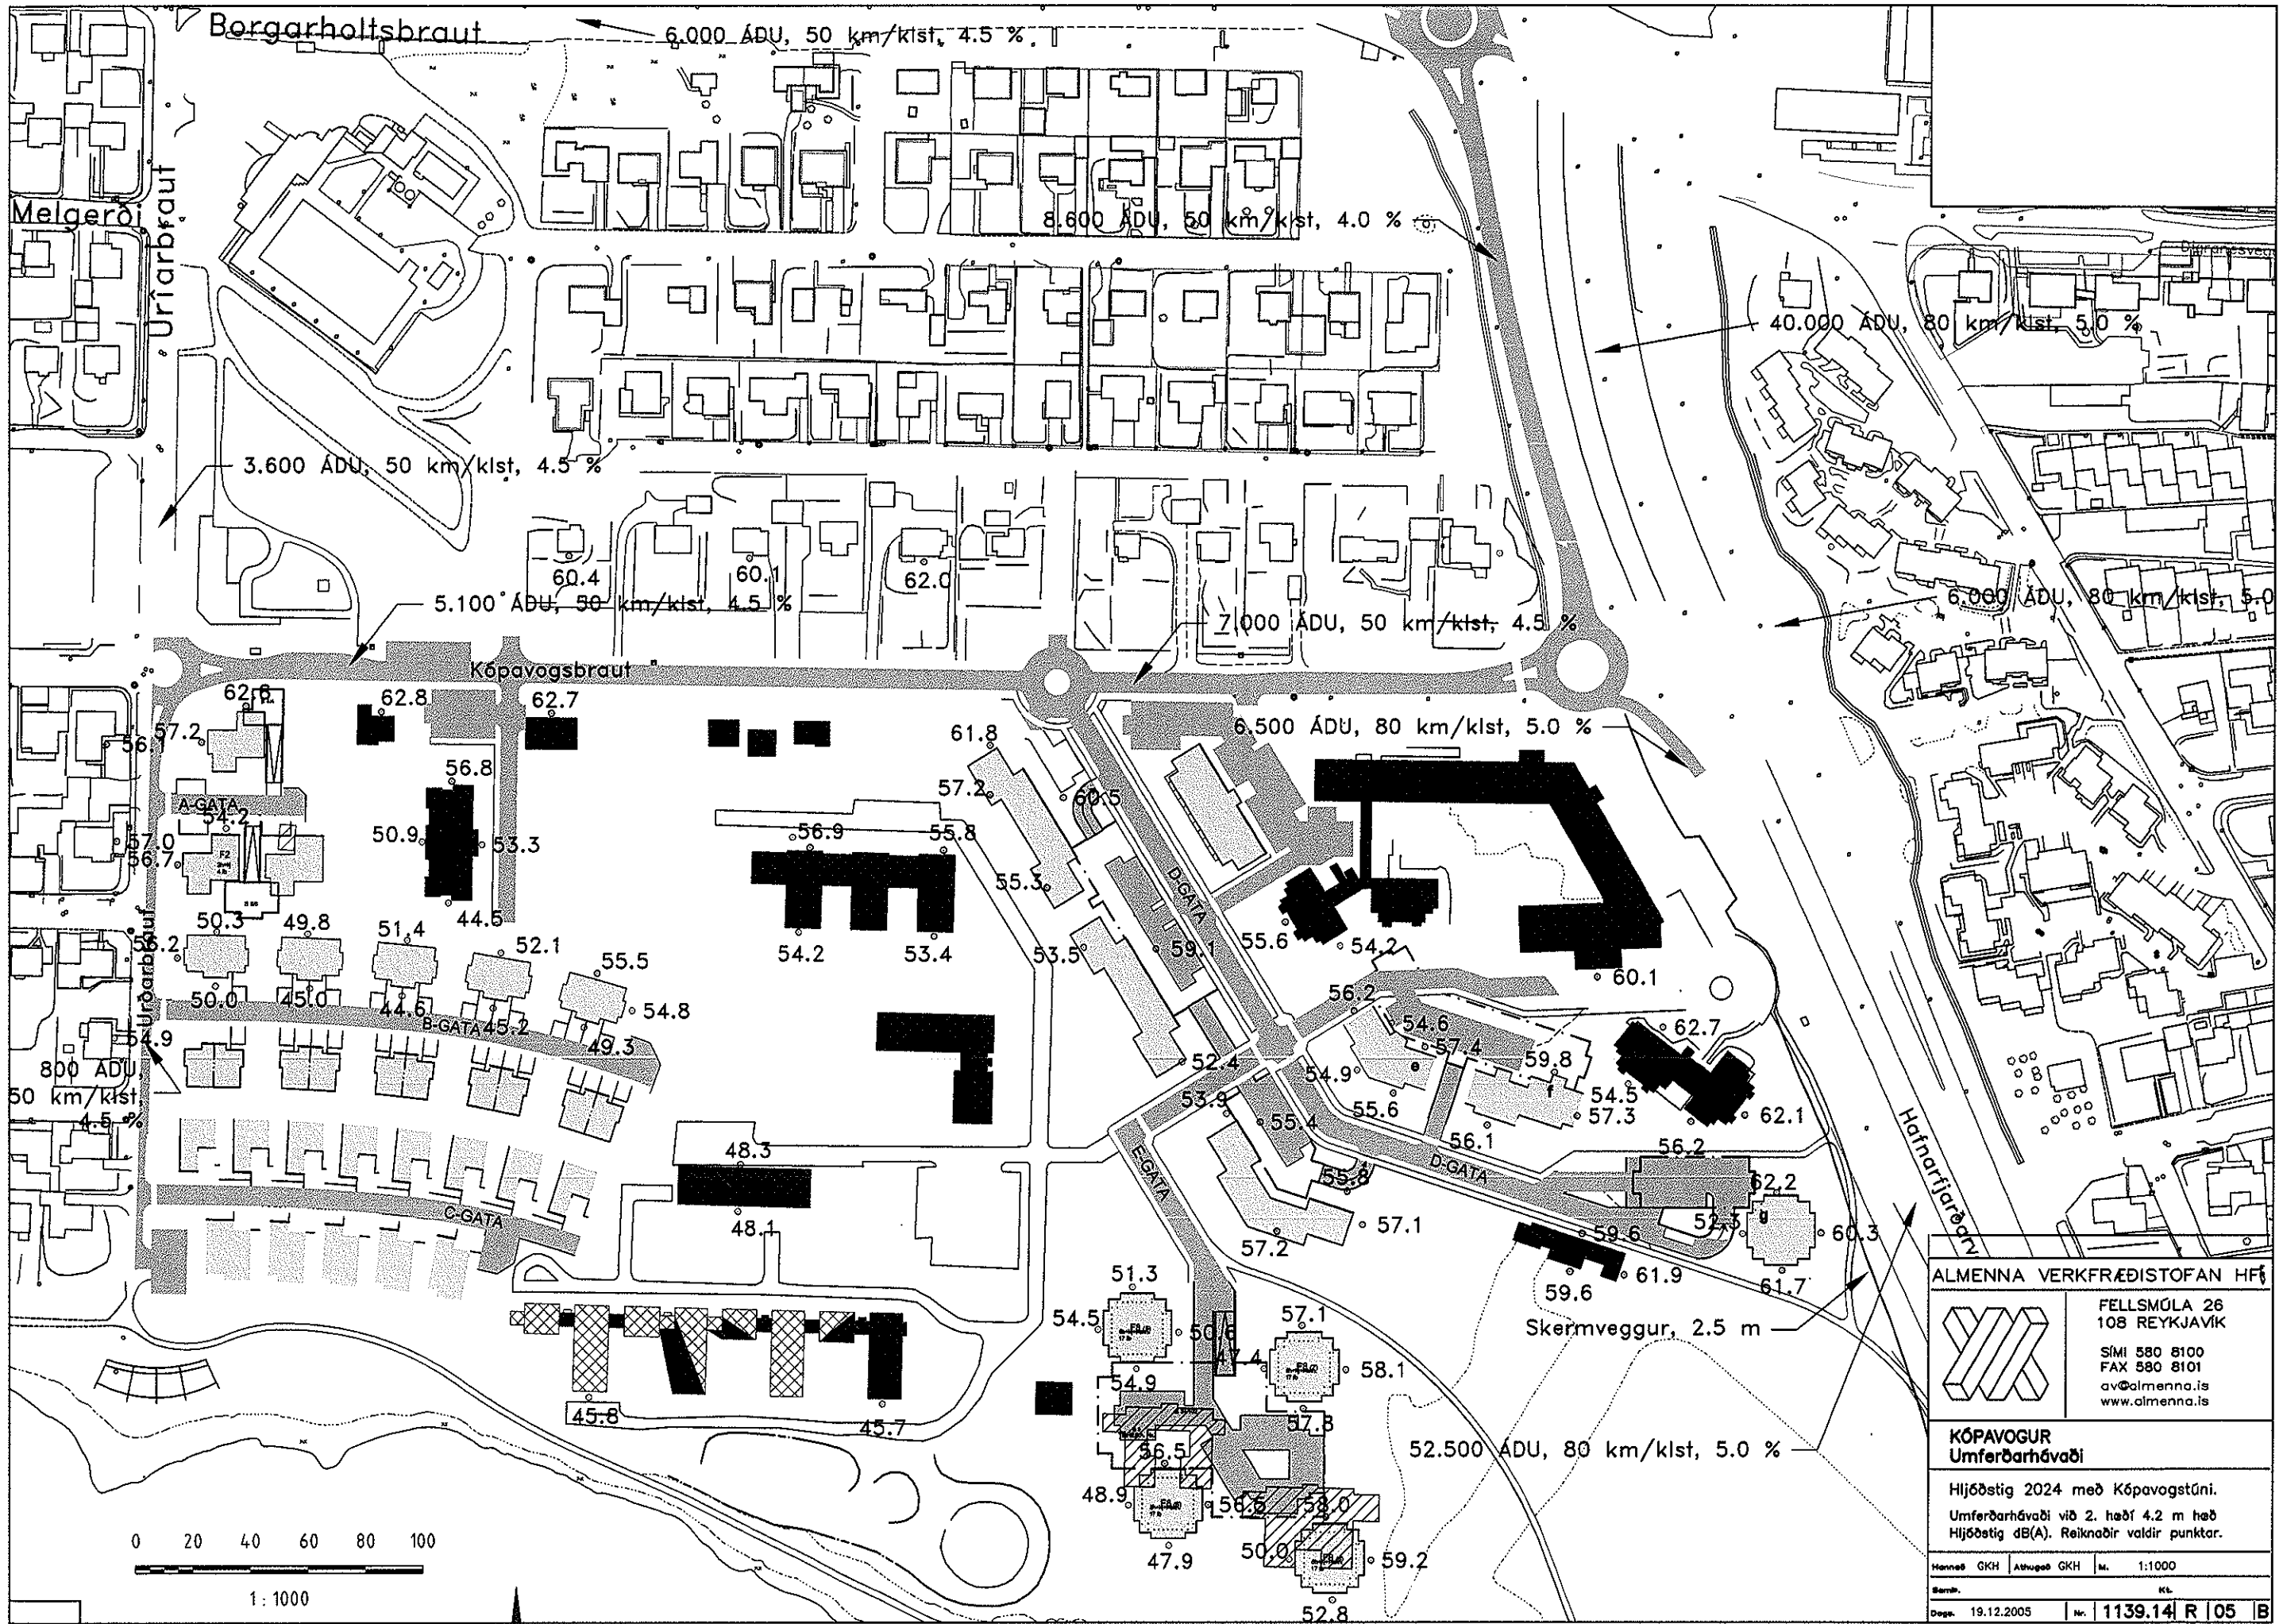 Borgarholtsbraut
6.000 ÁDU, 50 km/klst, 4.5 %
Melgerði
8.600 ÁDU, 50 km/klst, 4.0 %
40.000 ÁDU, 80 km/klst, 5.0 %
3.600 ÁDU, 50 km/klst, 4.5 %
60.4
60.1
62.0
5.100 ÁDU, 50 km/klst, 4.5 %
7.000 ÁDU, 50 km/klst, 4.5 %
6.000 ÁDU, 80 km/klst, 5.0
Kópavogsbraut
62.8
62.7
6.500 ÁDU, 80 km/klst, 5.0 %
57.2
61.8
56.8
57.2
60.5
A-GATA
54.2
57.0
56.7
F2
50.9
53.3
56.9
55.8
55.3
D-GATA
44.5
50.3
49.8
51.4
52.1
56.2
55.5
54.2
53.4
53.5
59.1
55.6
54.2
60.1
Urðarbraut
50.0
45.0
44.6
B-GATA
45.2
54.8
49.3
56.2
54.6
57.4
59.8
62.7
54.9
52.4
54.9
e
f
54.5
800 ÁDU,
50 km/klst,
4.5 %
53.9
55.6
57.3
62.1
55.4
56.1
56.2
48.3
E-GATA
D-GATA
55.8
62.2
C-GATA
48.1
57.1
57.2
59.6
52.3
g
60.3
59.6
61.9
61.7
Hafnarfjarðarv
51.3
54.5
50.6
57.1
47.4
58.1
Skermveggur, 2.5 m
54.9
45.8
45.7
57.8
56.5
52.500 ÁDU, 80 km/klst, 5.0 %
48.9
56.6
58.0
47.9
50.0
59.2
52.8
0 20 40 60 80 100
1 : 1000
ALMENNA VERKFRÆÐISTOFAN HF
FELLSMÚLA 26
108 REYKJAVÍK
SÍMI 580 8100
FAX 580 8101
av@almenna.is
www.almenna.is
KÓPAVOGUR
Umferðarhávaði
Hljóðstig 2024 með Kópavogstúni.
Umferðarhávaði við 2. hæð í 4.2 m hæð
Hljóðstig dB(A). Reiknaðir valdir punktar.
Hannað GKH Athugað GKH M. 1:1000
Samþ. Kt.
Dags. 19.12.2005 Nr. 1139.14 R 05 B